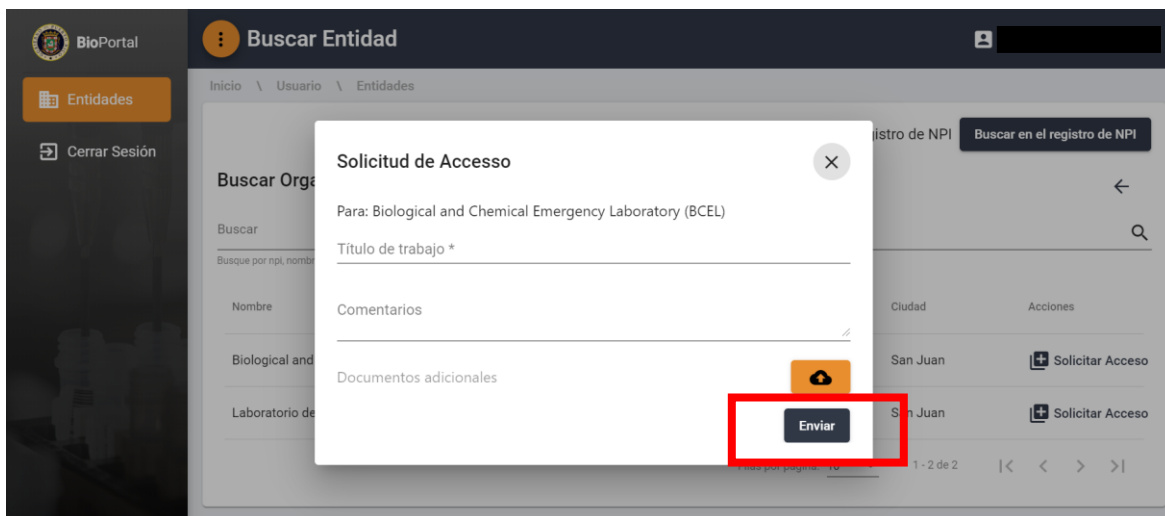 BioPortal
Buscar Entidad
Entidades
Cerrar Sesión
Inicio \ Usuario \ Entidades
istro de NPI
Buscar en el registro de NPI
Buscar Orga
Buscar
Busque por npi, nombr
Nombre
Ciudad
Acciones
Biological and
San Juan
Solicitar Acceso
Laboratorio de
San Juan
Solicitar Acceso
1 - 2 de 2
Solicitud de Accesso
Para: Biological and Chemical Emergency Laboratory (BCEL)
Título de trabajo *
Comentarios
Documentos adicionales
Enviar